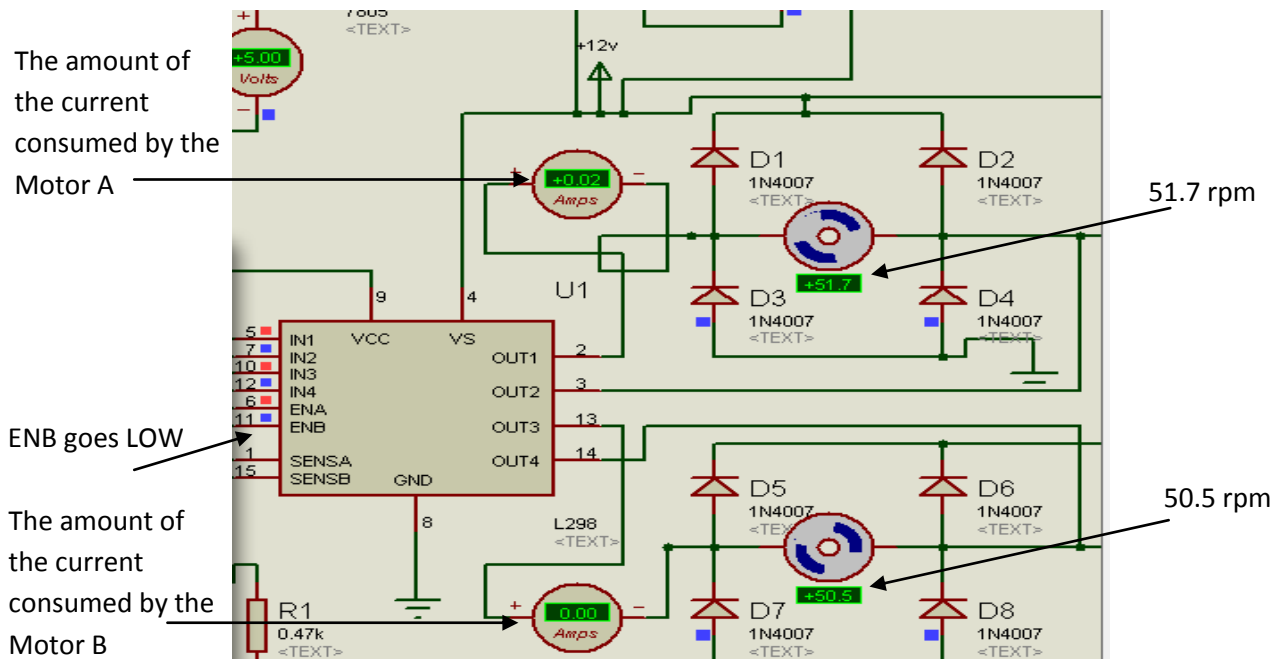 7805
<TEXT>
+
+5.00
Volts
−
The amount of
the current
consumed by the
Motor A
+12v
+
+0.02
−
Amps
D1
1N4007
<TEXT>
D2
1N4007
<TEXT>
51.7 rpm
+51.7
D3
1N4007
<TEXT>
D4
1N4007
<TEXT>
9
4
U1
VCC
VS
5
IN1
7
IN2
10
IN3
12
IN4
6
ENA
11
ENB
1
SENSA
15
SENSB
GND
8
OUT1
2
OUT2
3
OUT3
13
OUT4
14
L298
<TEXT>
ENB goes LOW
The amount of
the current
consumed by the
Motor B
D5
1N4007
<TEXT>
D6
1N4007
<TEXT>
50.5 rpm
+50.5
+
0.00
−
Amps
R1
0.47k
<TEXT>
D7
1N4007
<TEXT>
D8
1N4007
<TEXT>